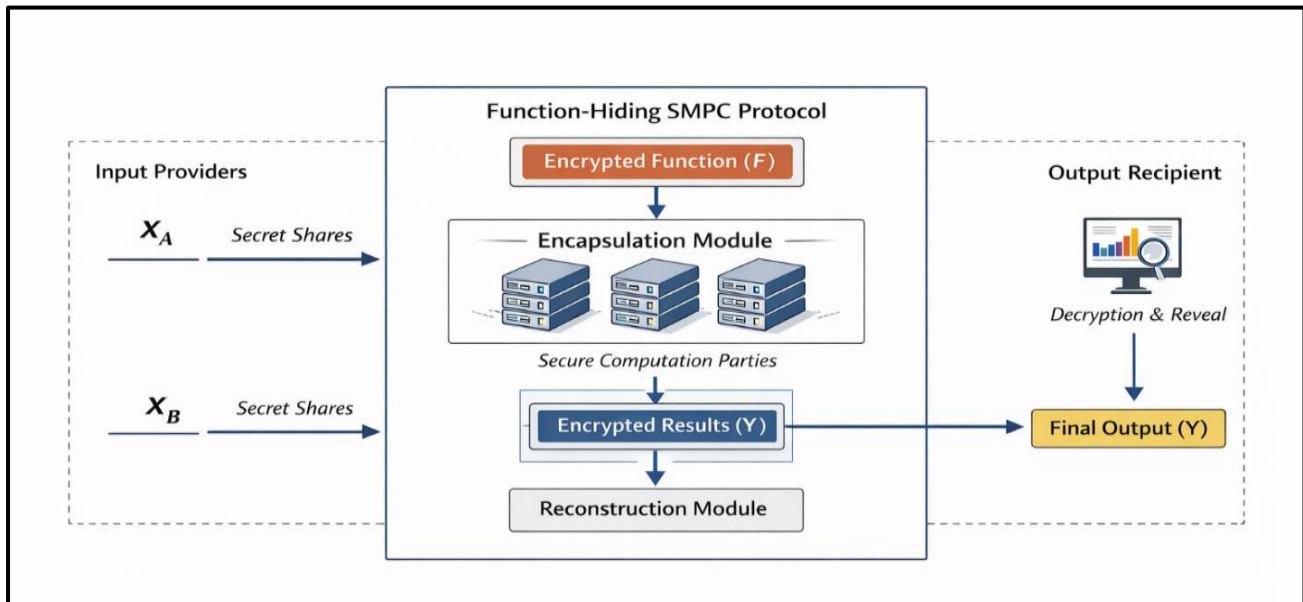 Function-Hiding SMPC Protocol
Encrypted Function (F)
Input Providers
Output Recipient
X_A
Secret Shares
Encapsulation Module
Decryption & Reveal
Secure Computation Parties
X_B
Secret Shares
Encrypted Results (Y)
Final Output (Y)
Reconstruction Module